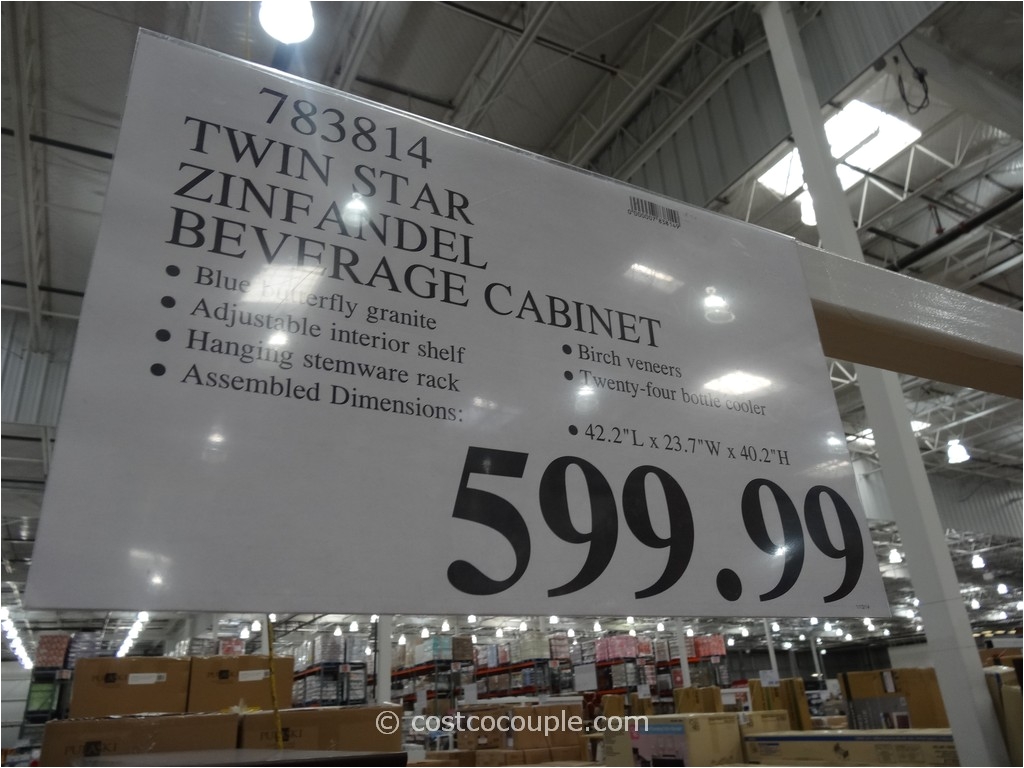 783814
TWIN STAR
ZINFANDEL
BEVERAGE CABINET
• Blue butterfly granite
• Adjustable interior shelf
• Hanging stemware rack
• Assembled Dimensions:
• Birch veneers
• Twenty-four bottle cooler
• 42.2"L x 23.7"W x 40.2"H
599.99
PULASKI
© costcocouple.com